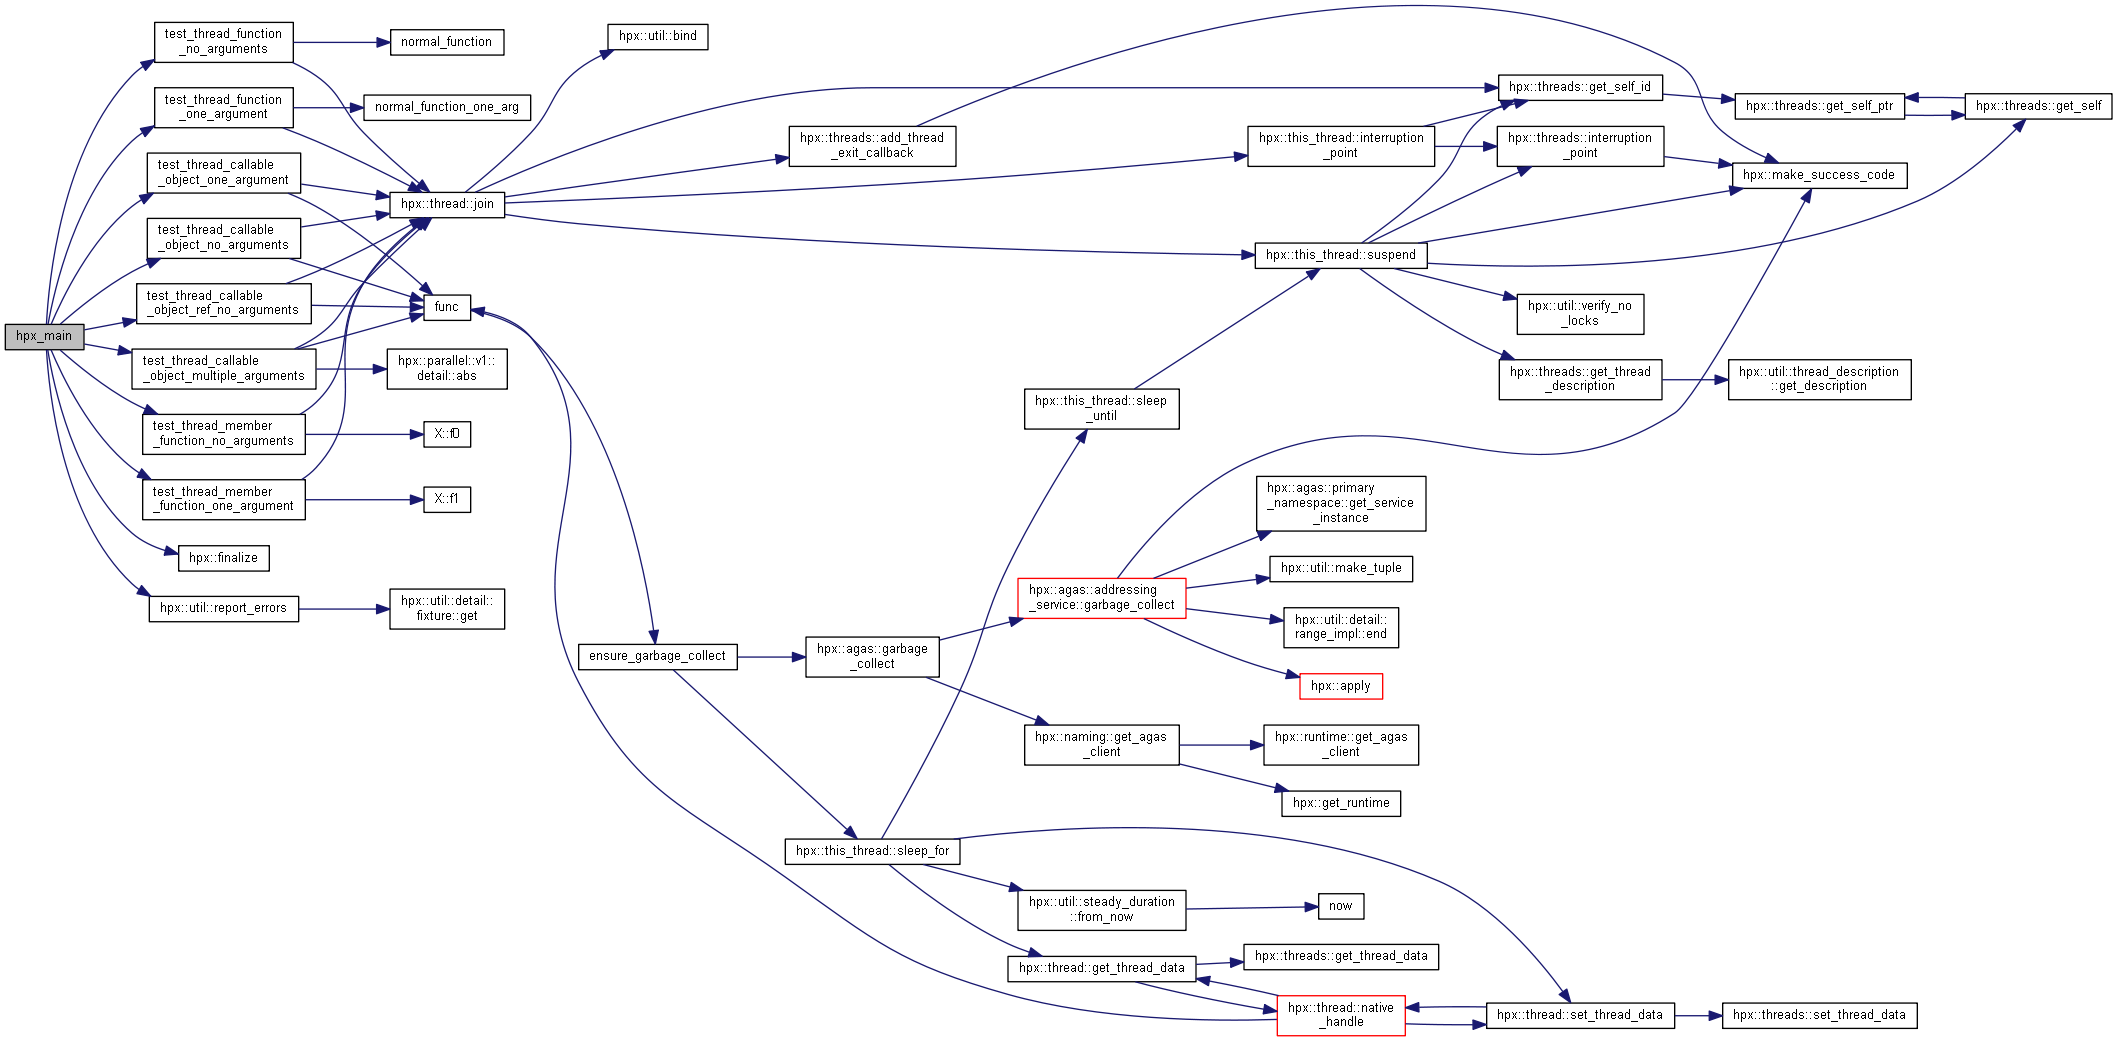 hpx_main
test_thread_function
_no_arguments
test_thread_function
_one_argument
test_thread_callable
_object_one_argument
test_thread_callable
_object_no_arguments
test_thread_callable
_object_ref_no_arguments
test_thread_callable
_object_multiple_arguments
test_thread_member
_function_no_arguments
test_thread_member
_function_one_argument
hpx::finalize
hpx::util::report_errors
normal_function
normal_function_one_arg
hpx::thread::join
func
hpx::parallel::v1::
detail::abs
X::f0
X::f1
hpx::util::detail::
fixture::get
hpx::util::bind
ensure_garbage_collect
hpx::threads::add_thread
_exit_callback
hpx::agas::garbage
_collect
hpx::this_thread::sleep_for
hpx::this_thread::sleep
_until
hpx::agas::addressing
_service::garbage_collect
hpx::naming::get_agas
_client
hpx::util::steady_duration
::from_now
hpx::thread::get_thread_data
hpx::this_thread::interruption
_point
hpx::this_thread::suspend
hpx::agas::primary
_namespace::get_service
_instance
hpx::util::make_tuple
hpx::util::detail::
range_impl::end
hpx::apply
hpx::runtime::get_agas
_client
hpx::get_runtime
now
hpx::threads::get_thread_data
hpx::thread::native
_handle
hpx::threads::get_self_id
hpx::threads::interruption
_point
hpx::util::verify_no
_locks
hpx::threads::get_thread
_description
hpx::thread::set_thread_data
hpx::threads::get_self_ptr
hpx::make_success_code
hpx::util::thread_description
::get_description
hpx::threads::set_thread_data
hpx::threads::get_self